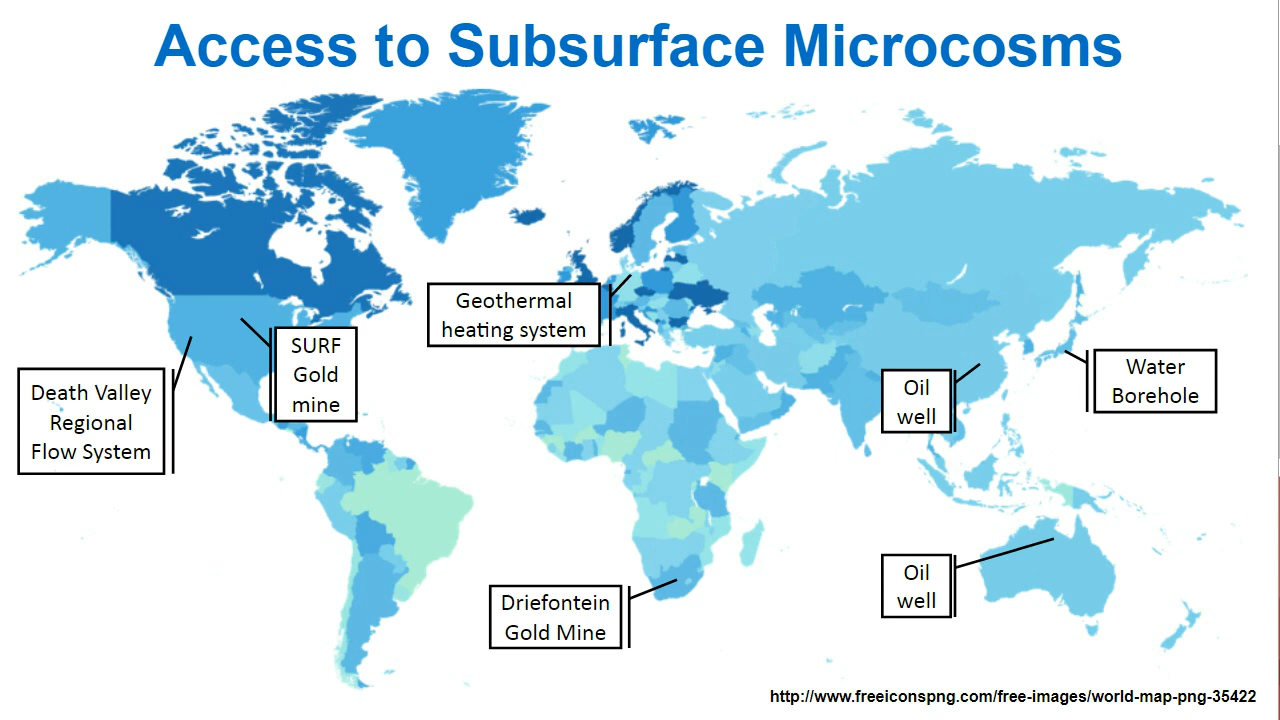 Access to Subsurface Microcosms
Geothermal
heating system
SURF
Gold
mine
Death Valley
Regional
Flow System
Oil
well
Water
Borehole
Driefontein
Gold Mine
Oil
well
http://www.freeiconspng.com/free-images/world-map-png-35422